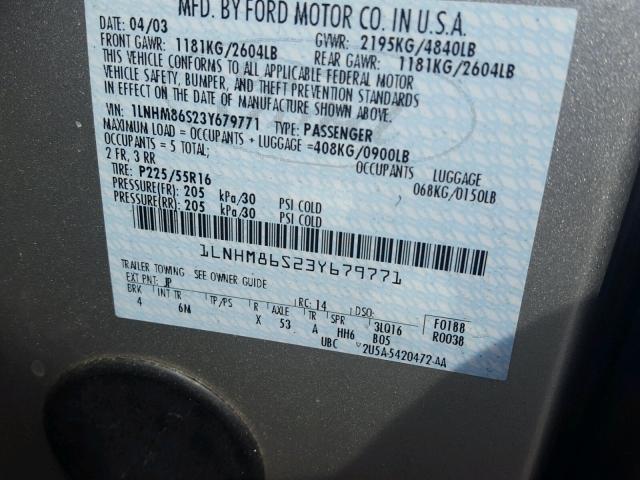 MFD. BY FORD MOTOR CO. IN U.S.A.
DATE: 04/03 GVWR: 2195KG/4840LB
FRONT GAWR: 1181KG/2604LB REAR GAWR: 1181KG/2604LB
THIS VEHICLE CONFORMS TO ALL APPLICABLE FEDERAL MOTOR
VEHICLE SAFETY, BUMPER, AND THEFT PREVENTION STANDARDS
IN EFFECT ON THE DATE OF MANUFACTURE SHOWN ABOVE.
VIN: 1LNHM86S23Y679771 TYPE: PASSENGER
MAXIMUM LOAD = OCCUPANTS + LUGGAGE = 408KG/0900LB
OCCUPANTS = 5 TOTAL; OCCUPANTS LUGGAGE
2 FR, 3 RR 068KG/0150LB
TIRE: P225/55R16
PRESSURE(FR): 205 kPa/30 PSI COLD
PRESSURE(RR): 205 kPa/30 PSI COLD
1LNHM86S23Y679771
TRAILER TOWING SEE OWNER GUIDE
EXT PNT: JP RC: 14 DSO: F0188
BRK INT TR TP/PS R AXLE TR SPR 3LQ16 R0038
4 6M X 53 A HH6 B05
UBC 2U5A-5420472-AA